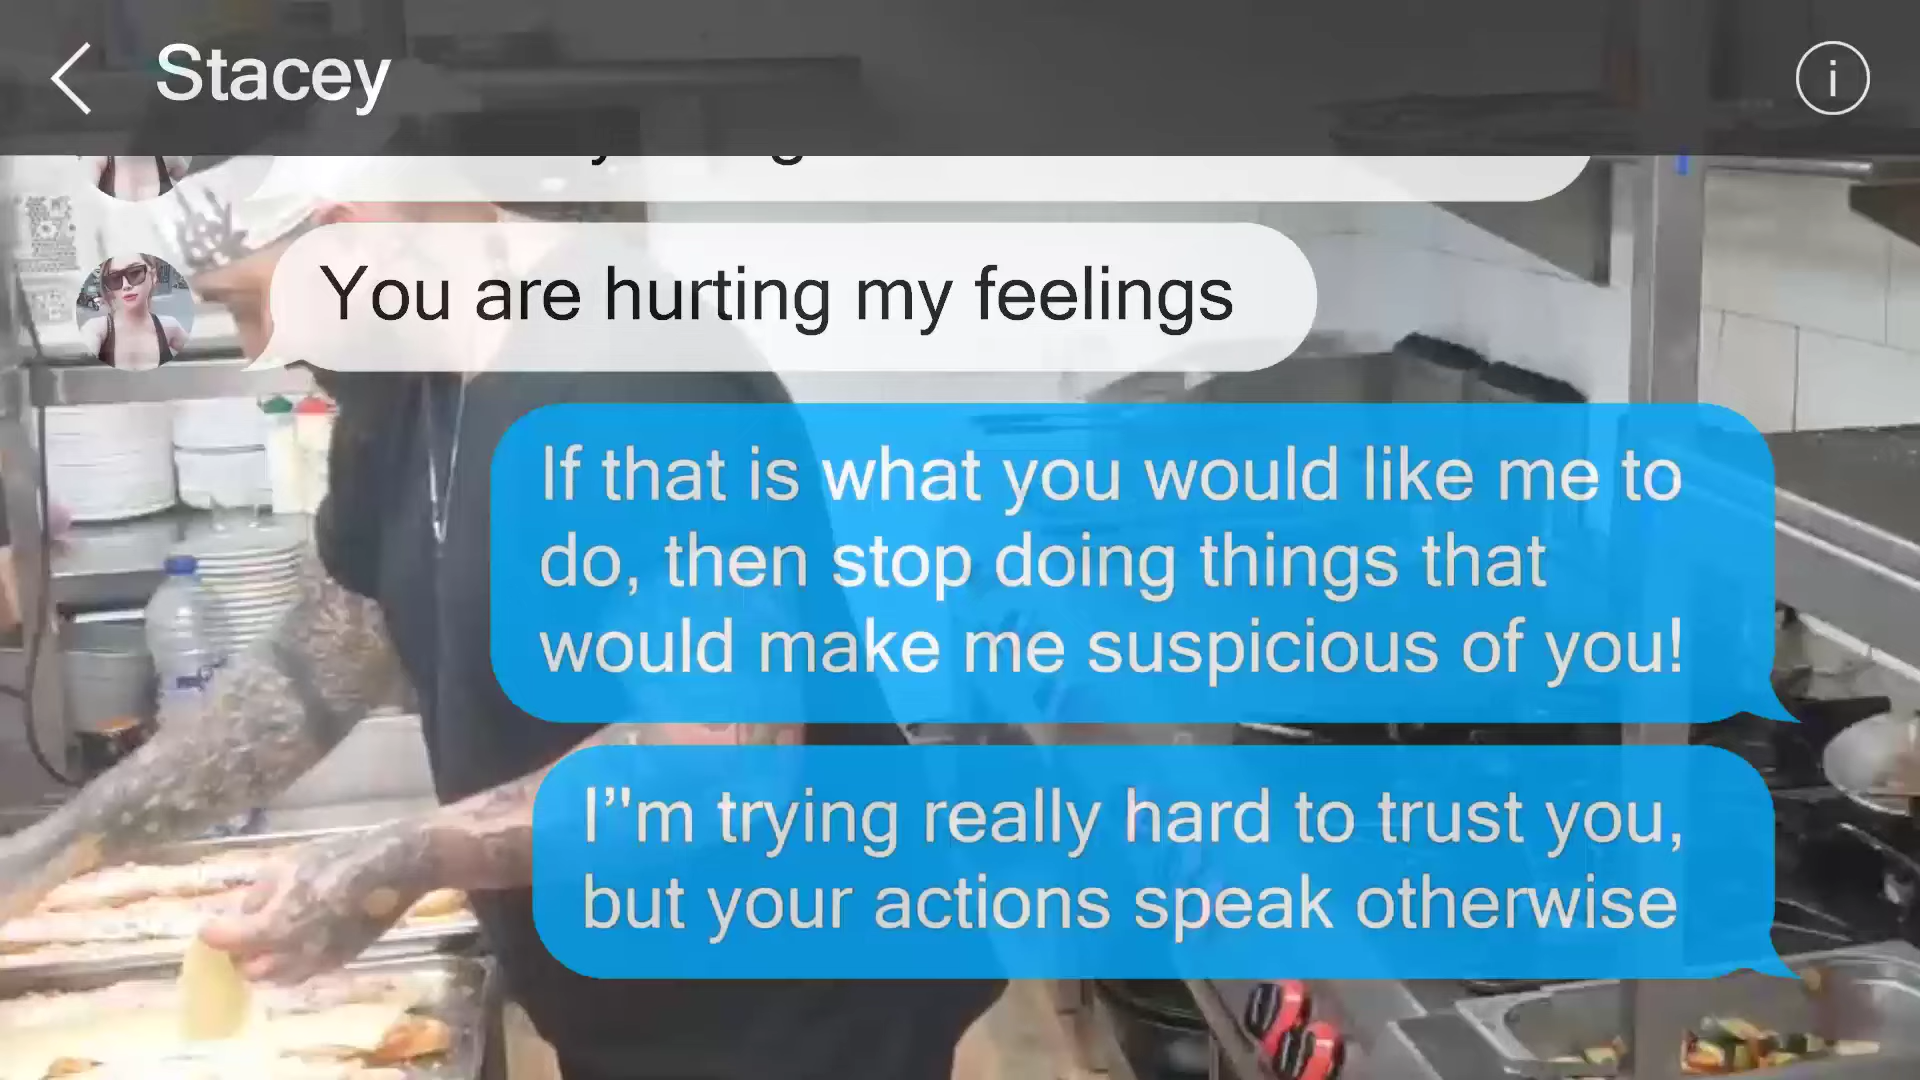 Stacey
You are hurting my feelings
If that is what you would like me to
do, then stop doing things that
would make me suspicious of you!
I"m trying really hard to trust you,
but your actions speak otherwise